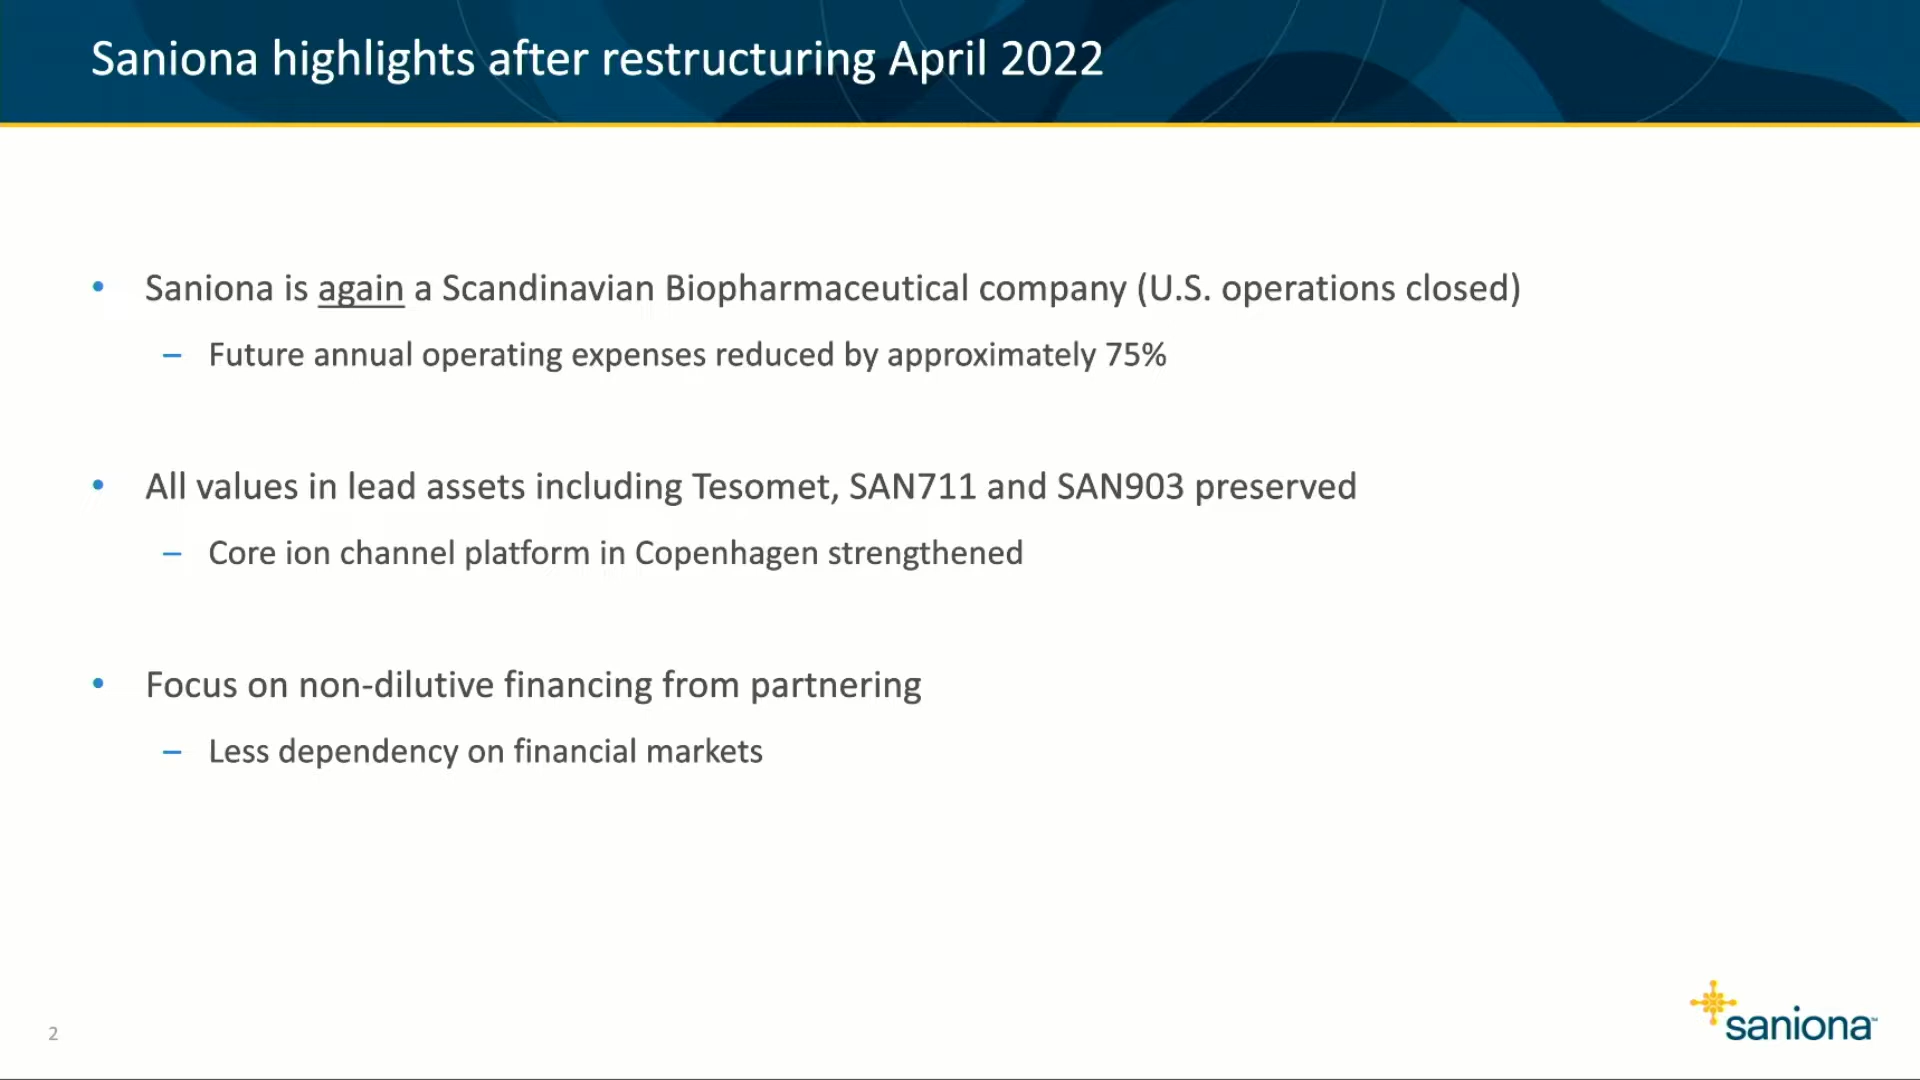 Saniona highlights after restructuring April 2022
• Saniona is again a Scandinavian Biopharmaceutical company (U.S. operations closed)
– Future annual operating expenses reduced by approximately 75%
• All values in lead assets including Tesomet, SAN711 and SAN903 preserved
– Core ion channel platform in Copenhagen strengthened
• Focus on non-dilutive financing from partnering
– Less dependency on financial markets
2
saniona™